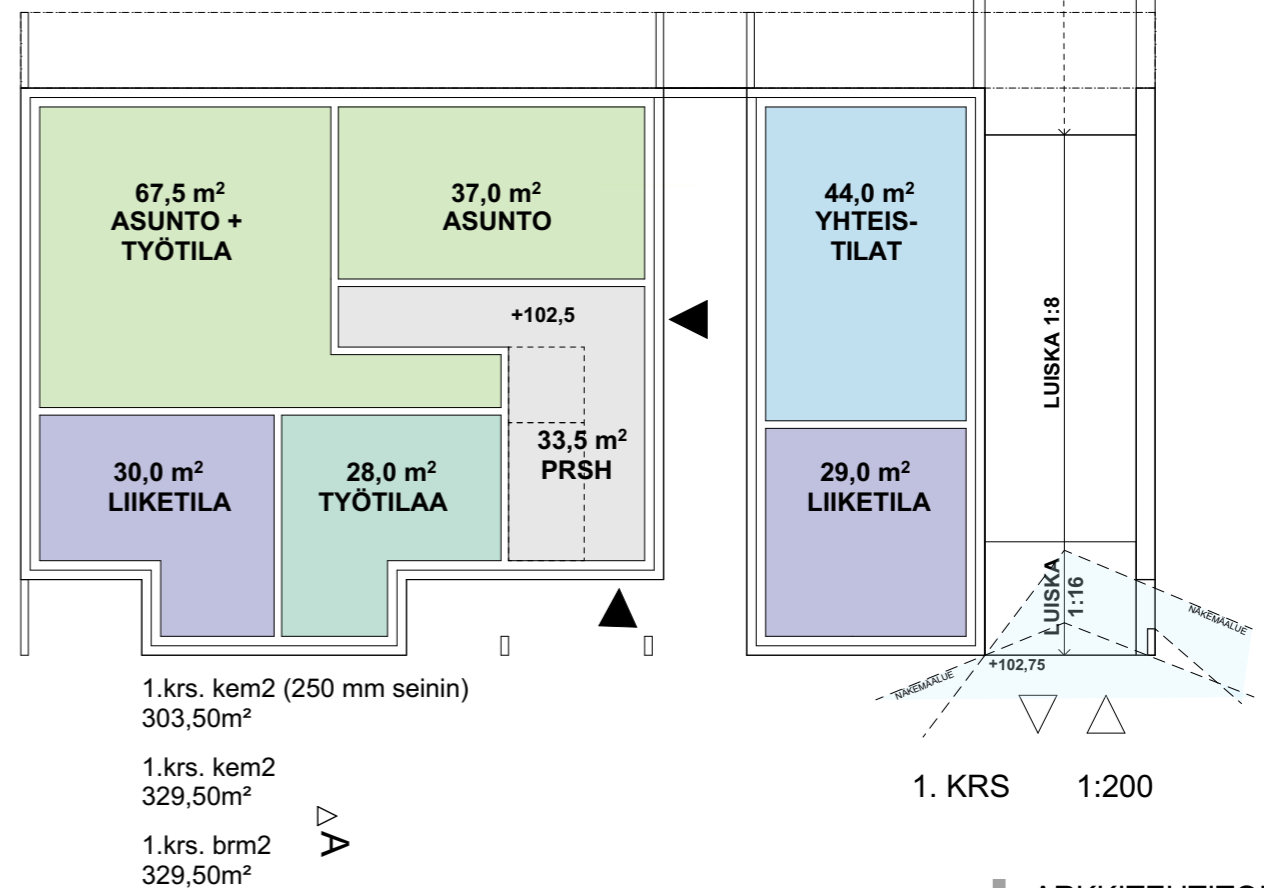 67,5 m²
ASUNTO +
TYÖTILA
37,0 m²
ASUNTO
44,0 m²
YHTEIS-
TILAT
+102,5
LUISKA 1:8
33,5 m²
PRSH
30,0 m²
LIIKETILA
28,0 m²
TYÖTILAA
29,0 m²
LIIKETILA
LUISKA
1:16
NÄKEMÄALUE
NÄKEMÄALUE
+102,75
1.krs. kem2 (250 mm seinin)
303,50m²
1.krs. kem2
329,50m²
1.krs. brm2
329,50m²
A
1. KRS 1:200